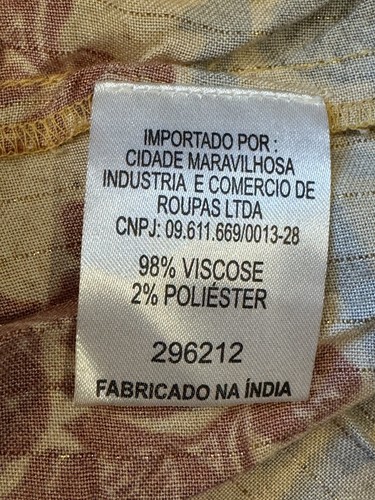 IMPORTADO POR :
CIDADE MARAVILHOSA
INDUSTRIA E COMERCIO DE
ROUPAS LTDA
CNPJ: 09.611.669/0013-28
98% VISCOSE
2% POLIÉSTER
296212
FABRICADO NA ÍNDIA